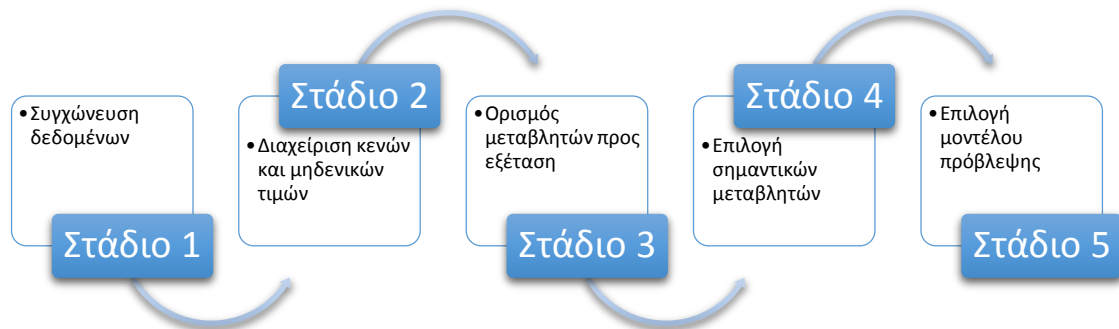 • Συγχώνευση
δεδομένων
Στάδιο 1
Στάδιο 2
• Διαχείριση κενών
και μηδενικών
τιμών
• Ορισμός
μεταβλητών προς
εξέταση
Στάδιο 3
Στάδιο 4
• Επιλογή
σημαντικών
μεταβλητών
• Επιλογή
μοντέλου
πρόβλεψης
Στάδιο 5